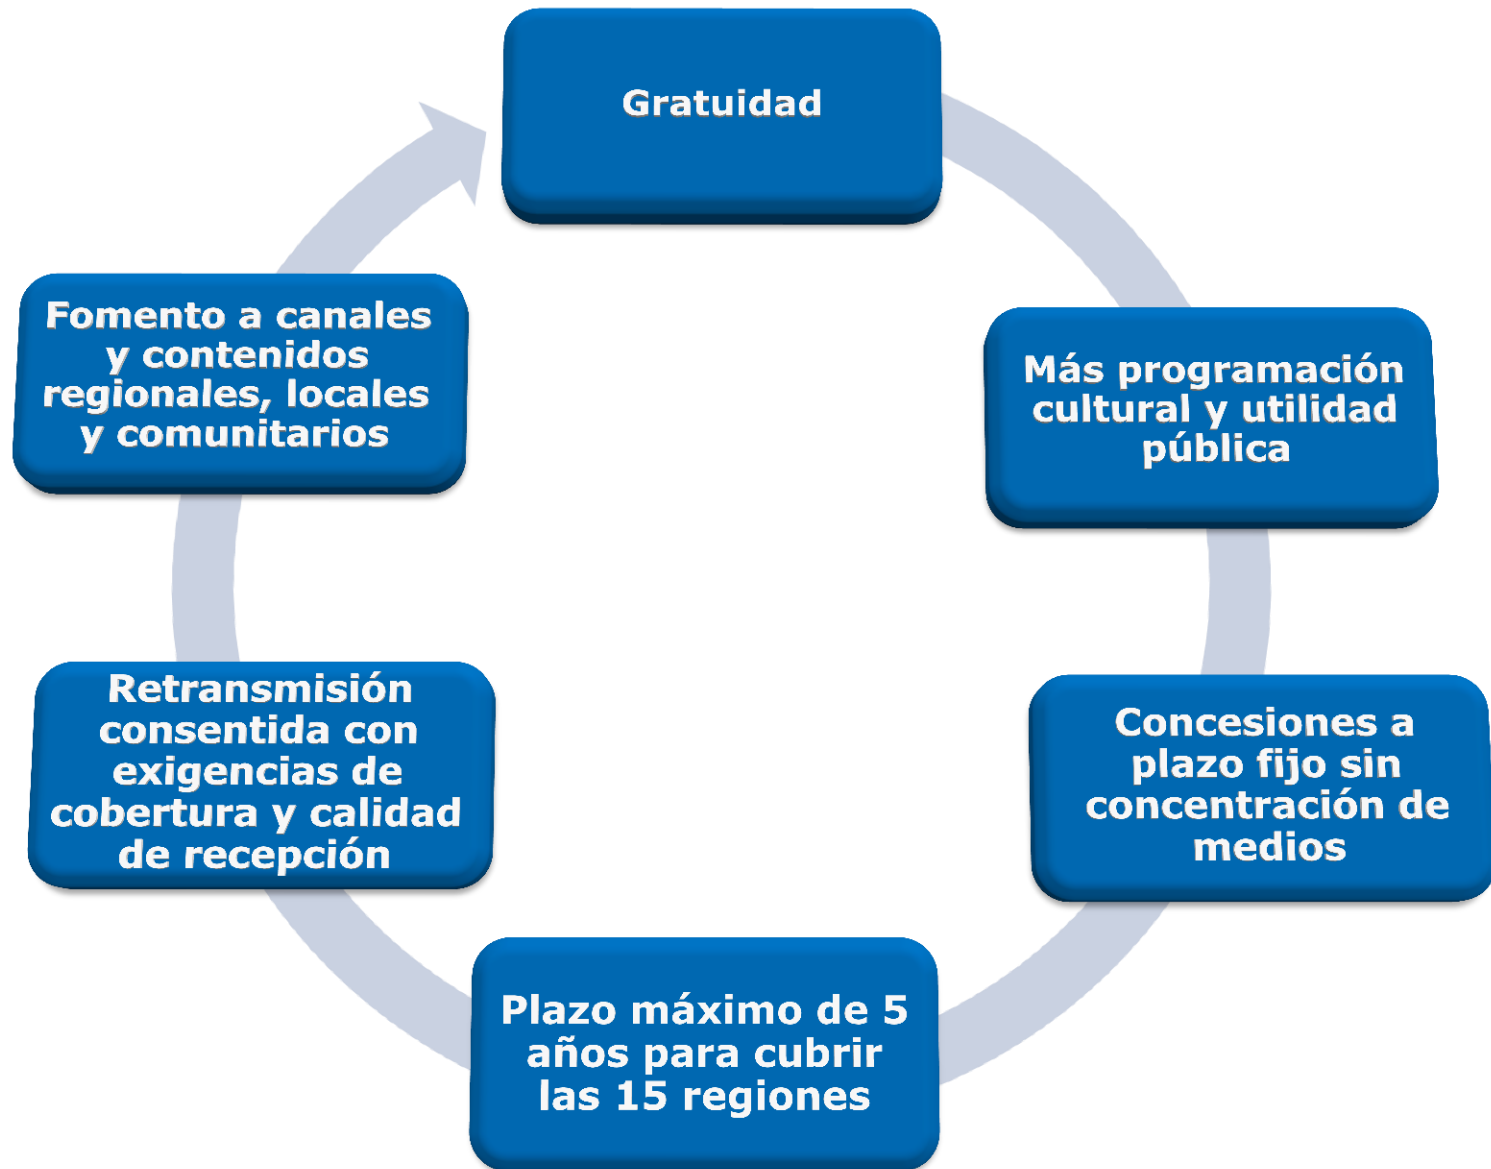 Gratuidad
Más programación
cultural y utilidad
pública
Concesiones a
plazo fijo sin
concentración de
medios
Plazo máximo de 5
años para cubrir
las 15 regiones
Retransmisión
consentida con
exigencias de
cobertura y calidad
de recepción
Fomento a canales
y contenidos
regionales, locales
y comunitarios